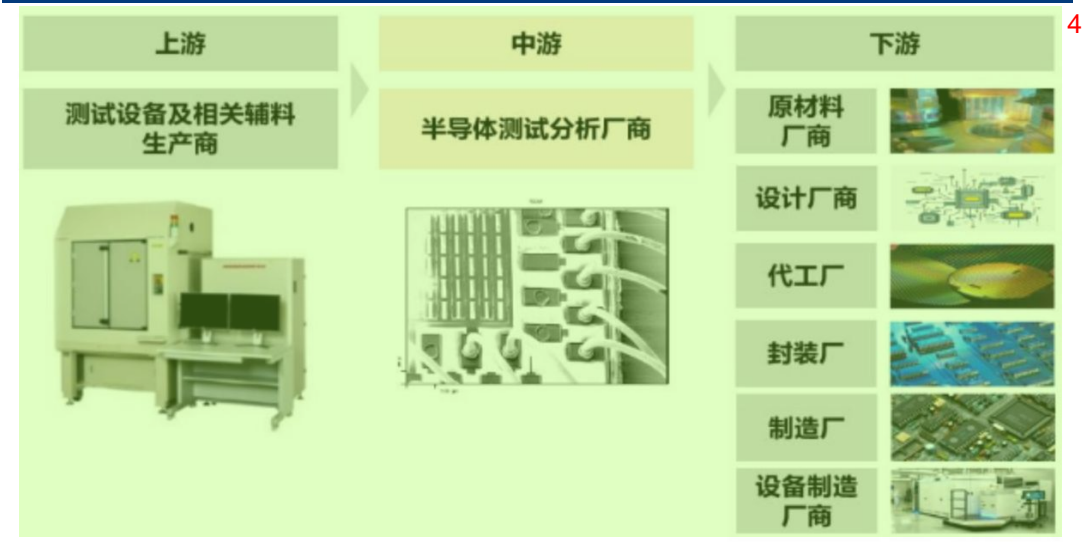 4
上游
中游
下游
测试设备及相关辅料
生产商
半导体测试分析厂商
原材料
厂商
设计厂商
代工厂
封装厂
制造厂
设备制造
厂商